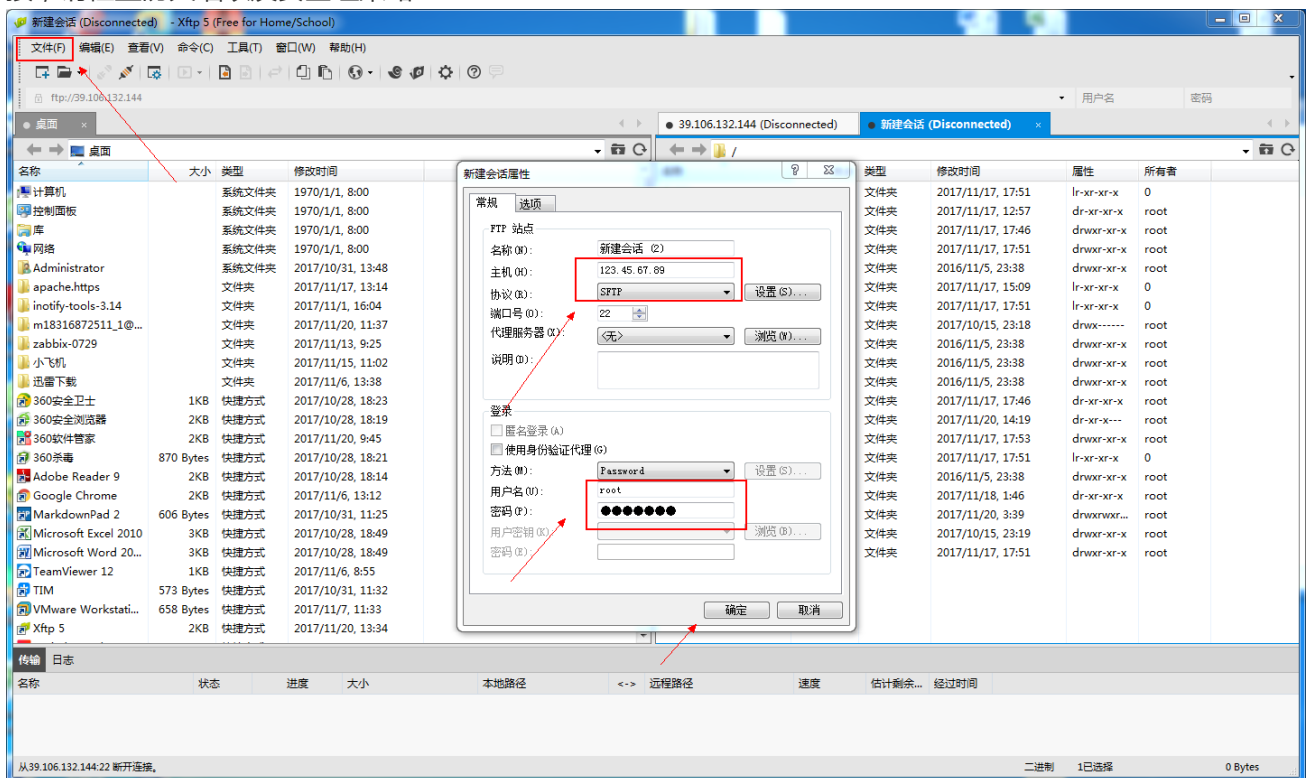 新建会话 (Disconnected) - Xftp 5 (Free for Home/School)
文件(F) 编辑(E) 查看(V) 命令(C) 工具(T) 窗口(W) 帮助(H)
ftp://39.106.132.144 用户名 密码
桌面 × 39.106.132.144 (Disconnected) 新建会话 (Disconnected) ×
桌面 /
名称 大小 类型 修改时间
计算机 系统文件夹 1970/1/1, 8:00
控制面板 系统文件夹 1970/1/1, 8:00
库 系统文件夹 1970/1/1, 8:00
网络 系统文件夹 1970/1/1, 8:00
Administrator 系统文件夹 2017/10/31, 13:48
apache.https 文件夹 2017/11/17, 13:14
inotify-tools-3.14 文件夹 2017/11/1, 16:04
m18316872511_1@... 文件夹 2017/11/20, 11:37
zabbix-0729 文件夹 2017/11/13, 9:25
小飞机 文件夹 2017/11/15, 11:02
迅雷下载 文件夹 2017/11/6, 13:38
360安全卫士 1KB 快捷方式 2017/10/28, 18:23
360安全浏览器 2KB 快捷方式 2017/10/28, 18:19
360软件管家 2KB 快捷方式 2017/11/20, 9:45
360杀毒 870 Bytes 快捷方式 2017/10/28, 18:21
Adobe Reader 9 2KB 快捷方式 2017/10/28, 18:14
Google Chrome 2KB 快捷方式 2017/11/6, 13:12
MarkdownPad 2 606 Bytes 快捷方式 2017/10/31, 11:25
Microsoft Excel 2010 3KB 快捷方式 2017/10/28, 18:49
Microsoft Word 20... 3KB 快捷方式 2017/10/28, 18:49
TeamViewer 12 1KB 快捷方式 2017/11/6, 8:55
TIM 573 Bytes 快捷方式 2017/10/31, 11:32
VMware Workstati... 658 Bytes 快捷方式 2017/11/7, 11:33
Xftp 5 2KB 快捷方式 2017/11/20, 13:34
新建会话属性
常规 选项
FTP 站点
名称(N): 新建会话 (2)
主机(H): 123.45.67.89
协议(R): SFTP 设置(S)...
端口号(O): 22
代理服务器(X): <无> 浏览(W)...
说明(D):
登录
匿名登录(A)
使用身份验证代理(G)
方法(M): Password 设置(S)...
用户名(U): root
密码(P): ●●●●●●●
用户密钥(K): 浏览(B)...
密码(E):
确定 取消
类型 修改时间 属性 所有者
文件夹 2017/11/17, 17:51 lr-xr-xr-x 0
文件夹 2017/11/17, 12:57 dr-xr-xr-x root
文件夹 2017/11/17, 17:46 drwxr-xr-x root
文件夹 2017/11/17, 17:51 drwxr-xr-x root
文件夹 2016/11/5, 23:38 drwxr-xr-x root
文件夹 2017/11/17, 15:09 lr-xr-xr-x 0
文件夹 2017/11/17, 17:51 lr-xr-xr-x 0
文件夹 2017/10/15, 23:18 drwx------ root
文件夹 2016/11/5, 23:38 drwxr-xr-x root
文件夹 2016/11/5, 23:38 drwxr-xr-x root
文件夹 2016/11/5, 23:38 drwxr-xr-x root
文件夹 2017/11/17, 17:46 dr-xr-xr-x root
文件夹 2017/11/20, 14:19 dr-xr-x--- root
文件夹 2017/11/17, 17:53 drwxr-xr-x root
文件夹 2017/11/17, 17:51 lr-xr-xr-x 0
文件夹 2016/11/5, 23:38 drwxr-xr-x root
文件夹 2017/11/18, 1:46 dr-xr-xr-x root
文件夹 2017/11/20, 3:39 drwxrwxr... root
文件夹 2017/10/15, 23:19 drwxr-xr-x root
文件夹 2017/11/17, 17:51 drwxr-xr-x root
传输 日志
名称 状态 进度 大小 本地路径 <-> 远程路径 速度 估计剩余... 经过时间
从39.106.132.144:22 断开连接。 二进制 1已选择 0 Bytes